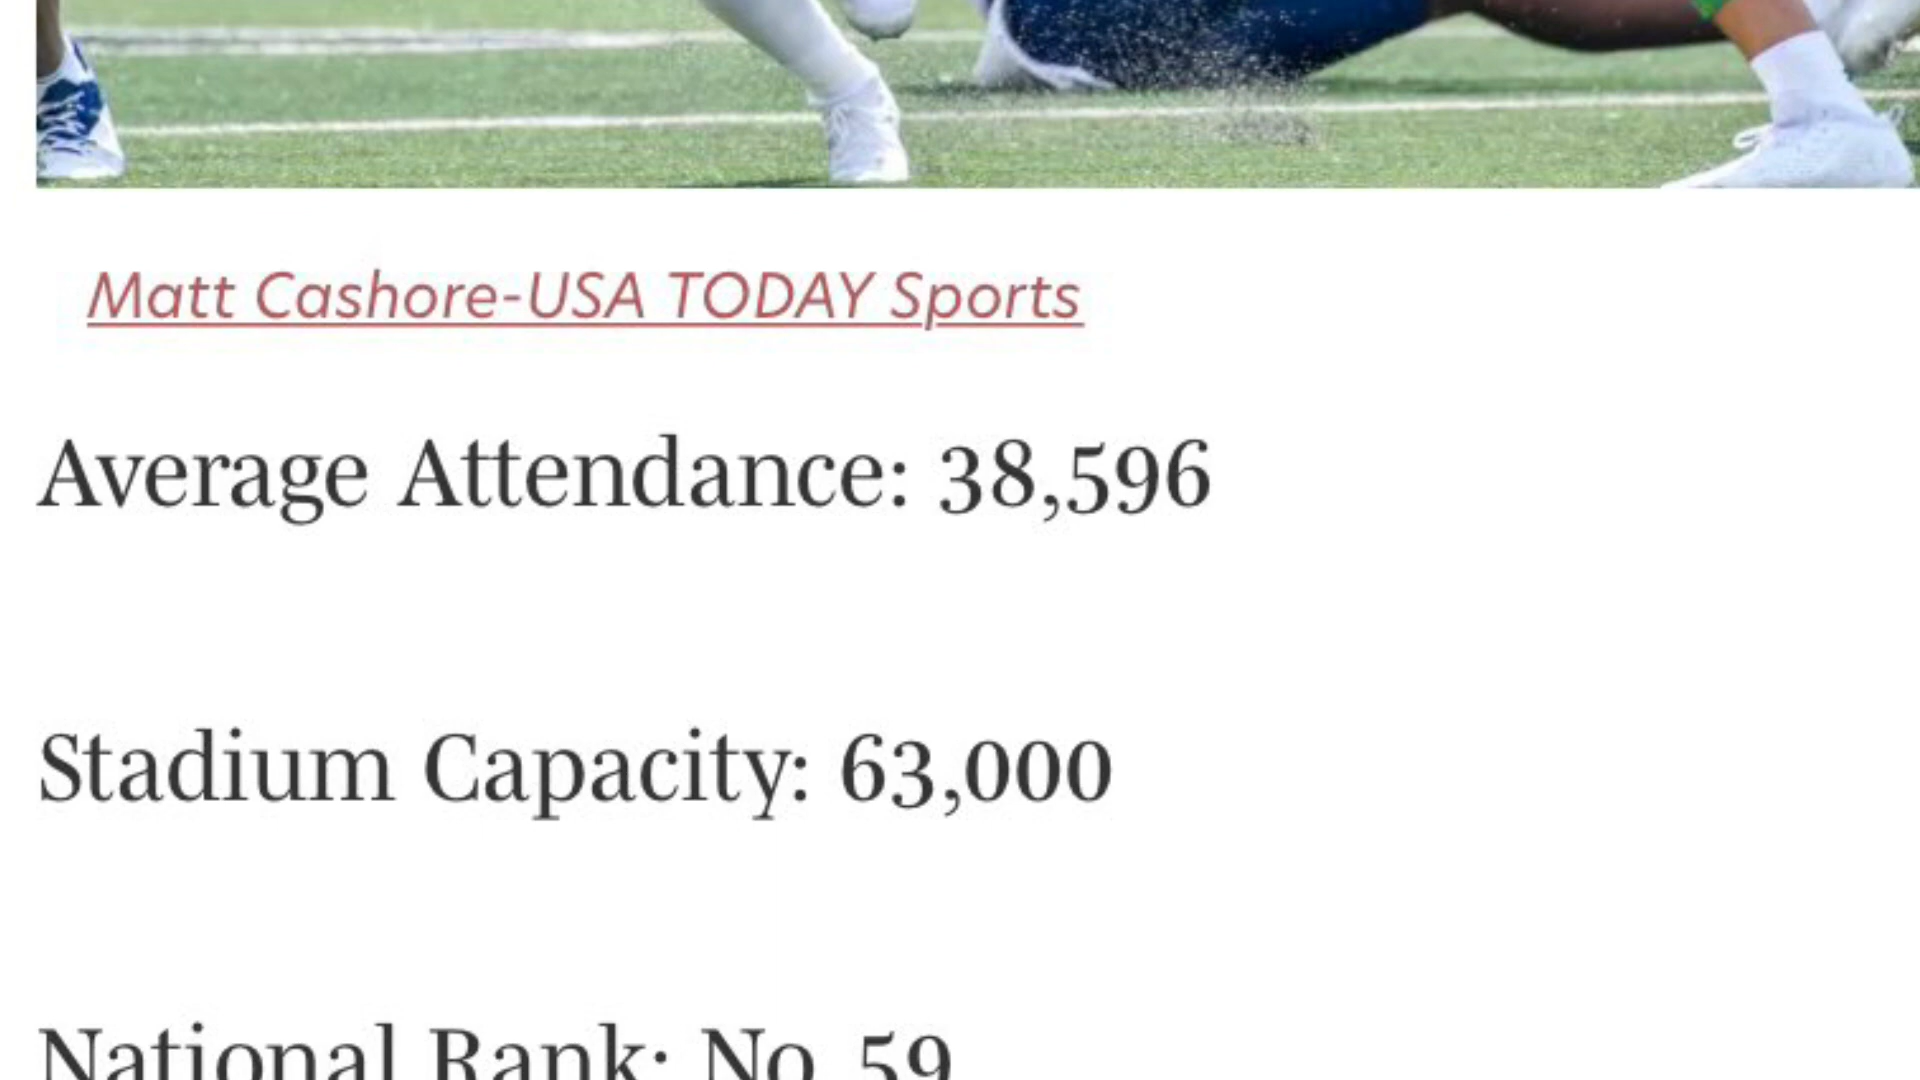 Matt Cashore-USA TODAY Sports
Average Attendance: 38,596
Stadium Capacity: 63,000
National Rank: No. 59